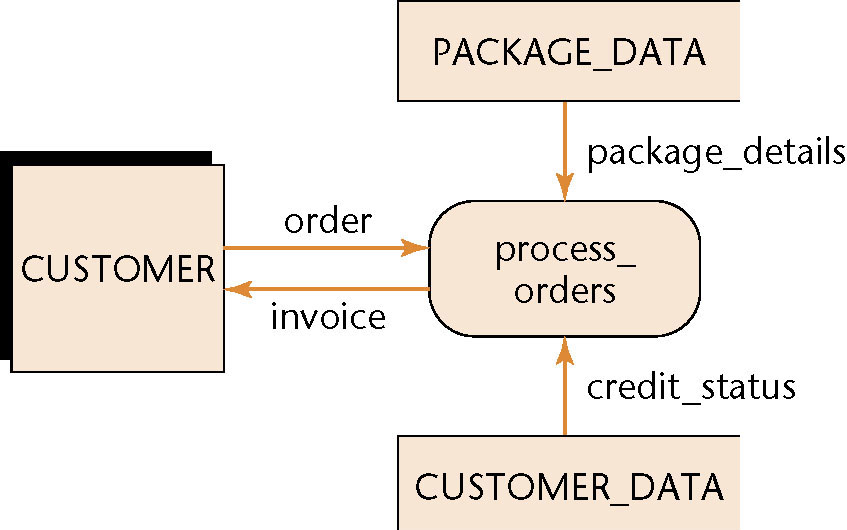 PACKAGE_DATA
package_details
order
process_
orders
CUSTOMER
invoice
credit_status
CUSTOMER_DATA